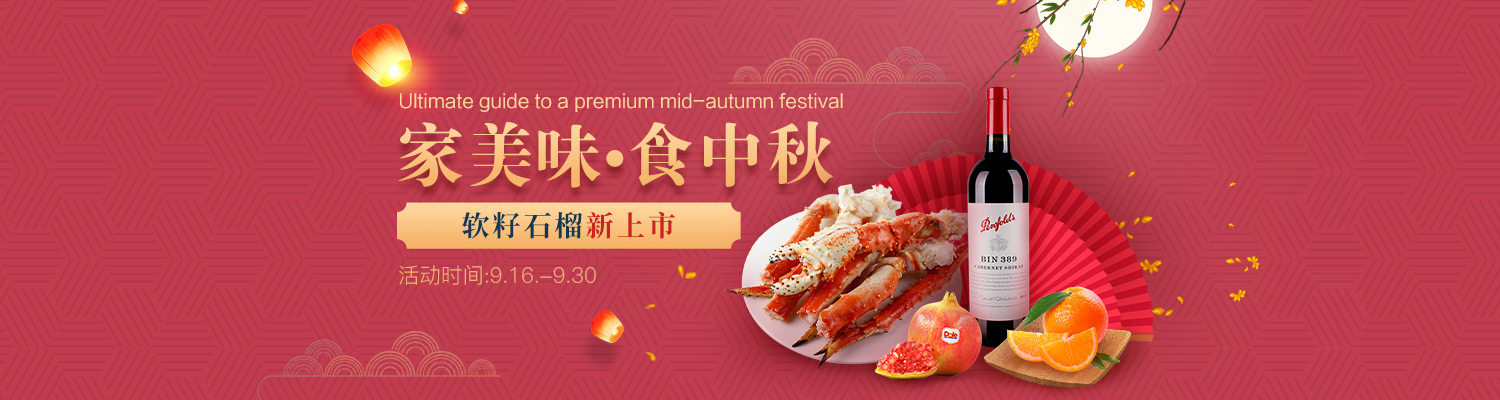 Ultimate guide to a premium mid-autumn festival
家美味·食中秋
软籽石榴新上市
活动时间:9.16.-9.30
Penfolds
BIN 389
CABERNET SHIRAZ
Dole